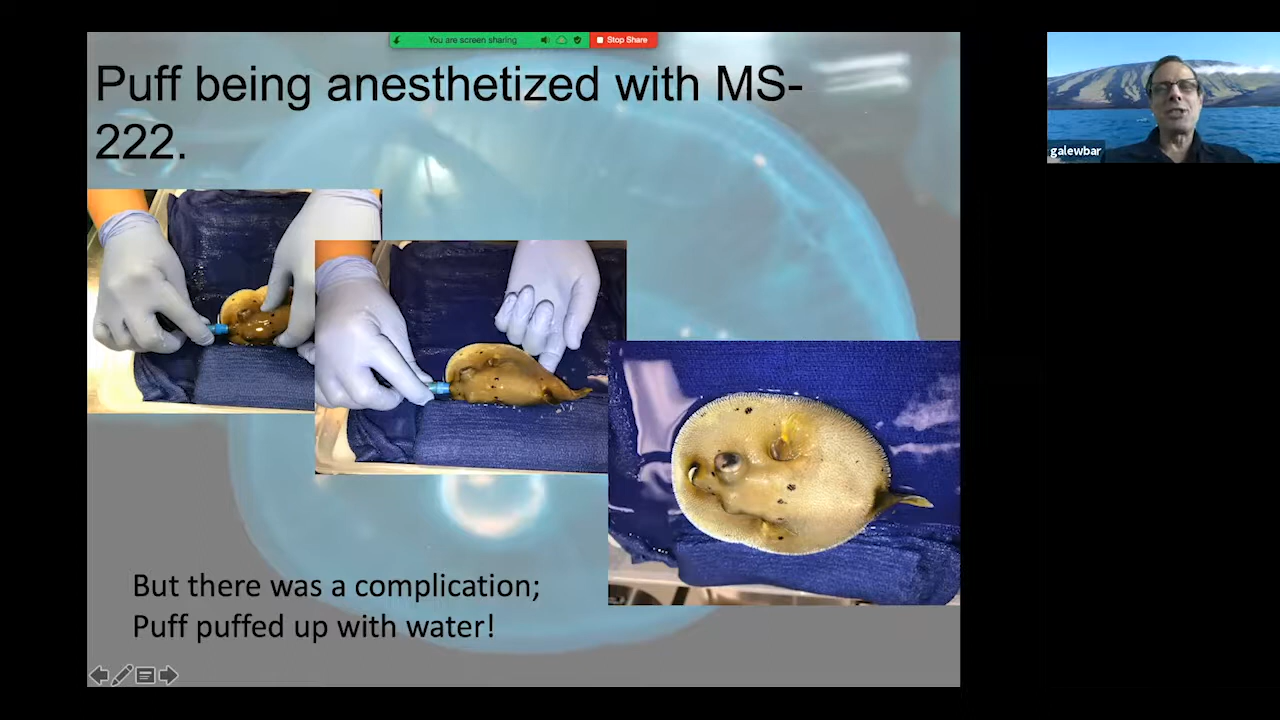 You are screen sharing
Stop Share
Puff being anesthetized with MS-
222.
galewbar
But there was a complication;
Puff puffed up with water!